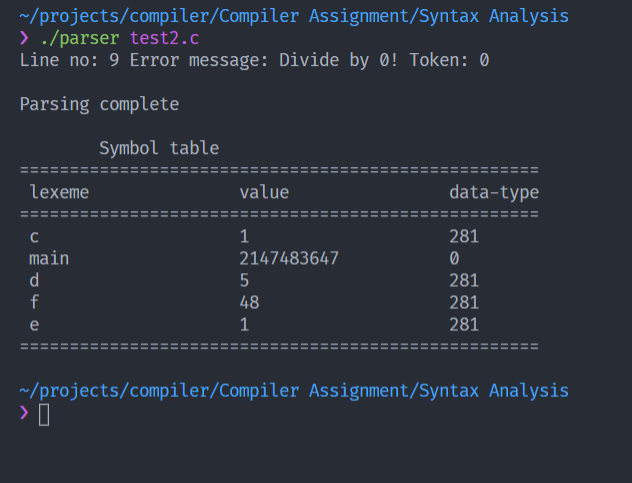 ~/projects/compiler/Compiler Assignment/Syntax Analysis
❯ ./parser test2.c
Line no: 9 Error message: Divide by 0! Token: 0
Parsing complete
Symbol table
====================================================
lexeme value data-type
====================================================
c 1 281
main 2147483647 0
d 5 281
f 48 281
e 1 281
====================================================
~/projects/compiler/Compiler Assignment/Syntax Analysis
❯